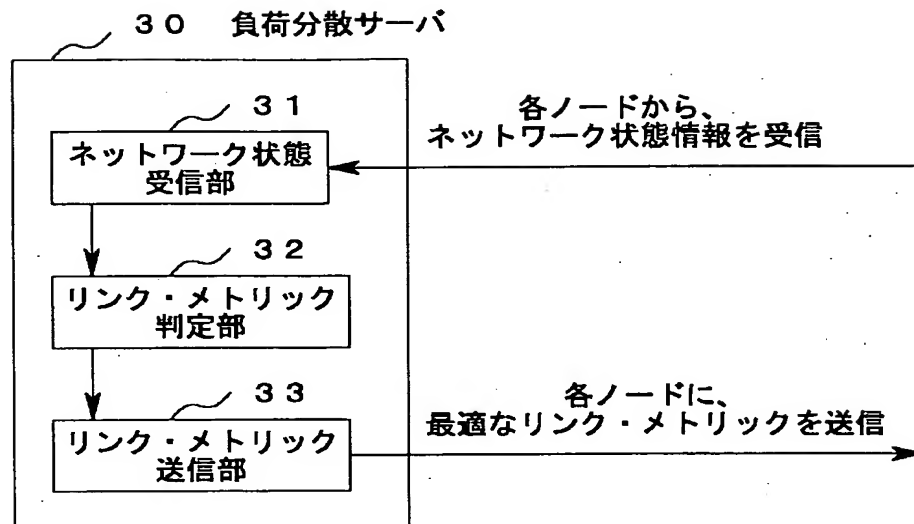 ３０ 負荷分散サーバ
３１
ネットワーク状態
受信部
各ノードから、
ネットワーク状態情報を受信
３２
リンク・メトリック
判定部
３３
リンク・メトリック
送信部
各ノードに、
最適なリンク・メトリックを送信